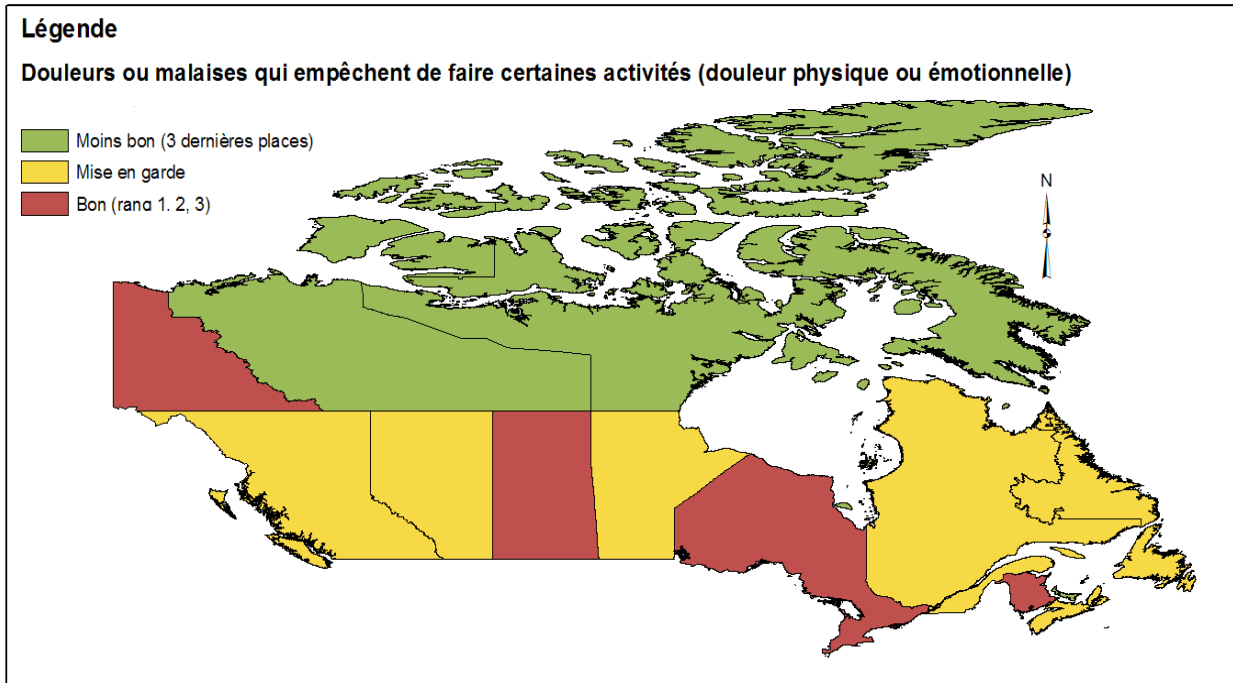 Légende
Douleurs ou malaises qui empêchent de faire certaines activités (douleur physique ou émotionnelle)
Moins bon (3 dernières places)
Mise en garde
Bon (rang 1, 2, 3)
N